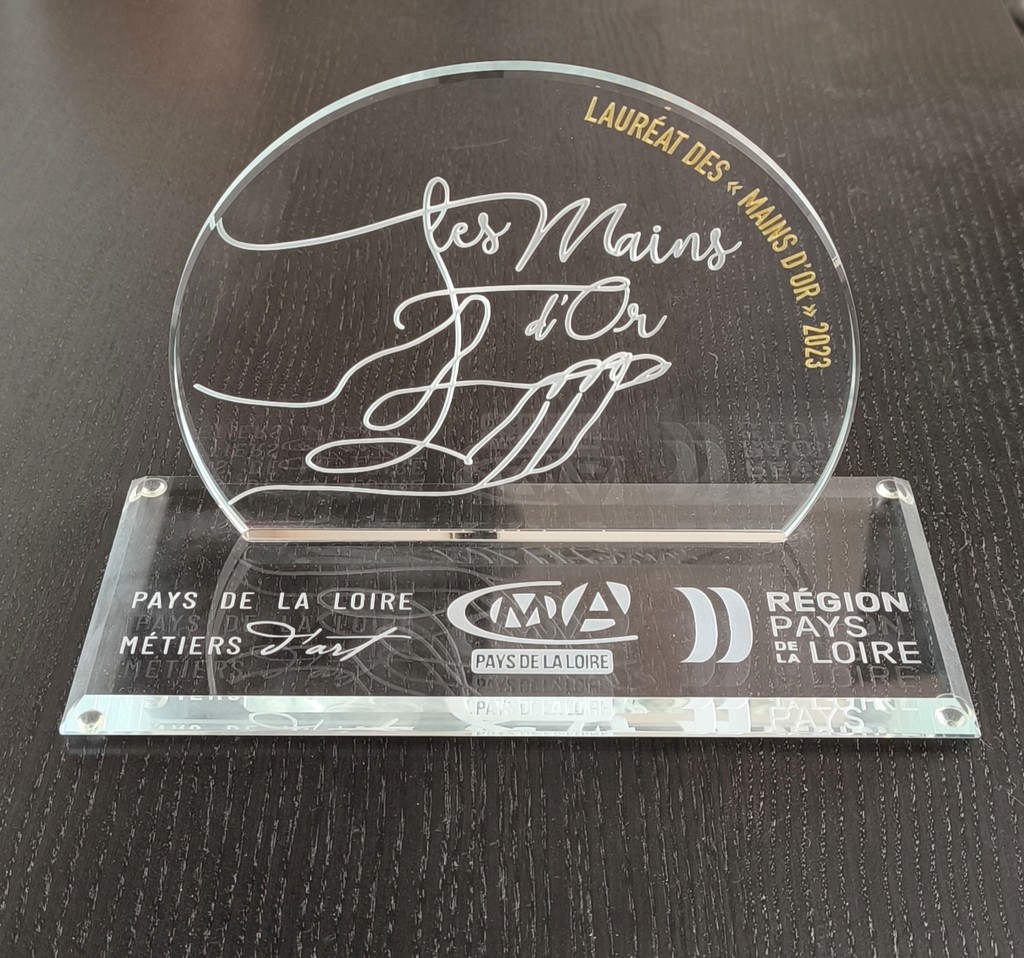 LAURÉAT DES « MAINS D'OR » 2023
Les Mains
d'Or
PAYS DE LA LOIRE
MÉTIERS d'art
CMA
PAYS DE LA LOIRE
RÉGION
PAYS
DE LA LOIRE